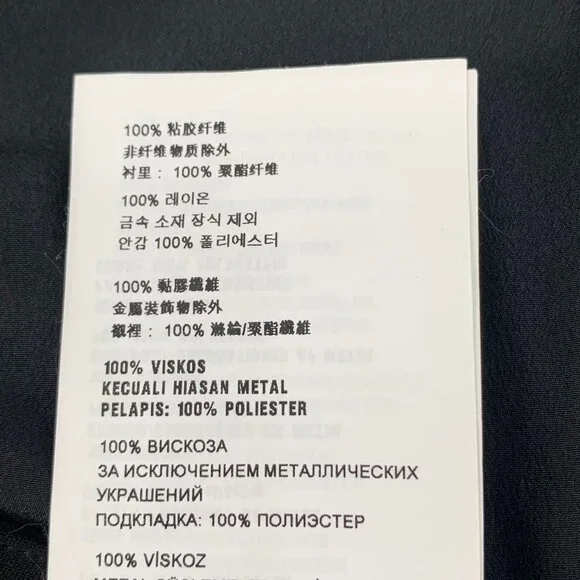 100% 粘胶纤维
非纤维物质除外
衬里： 100% 聚酯纤维
100% 레이온
금속 소재 장식 제외
안감 100% 폴리에스터
100% 黏膠纖維
金屬裝飾物除外
襯裡： 100% 滌綸/聚酯纖維
100% VISKOS
KECUALI HIASAN METAL
PELAPIS: 100% POLIESTER
100% ВИСКОЗА
ЗА ИСКЛЮЧЕНИЕМ МЕТАЛЛИЧЕСКИХ
УКРАШЕНИЙ
ПОДКЛАДКА: 100% ПОЛИЭСТЕР
100% VİSKOZ